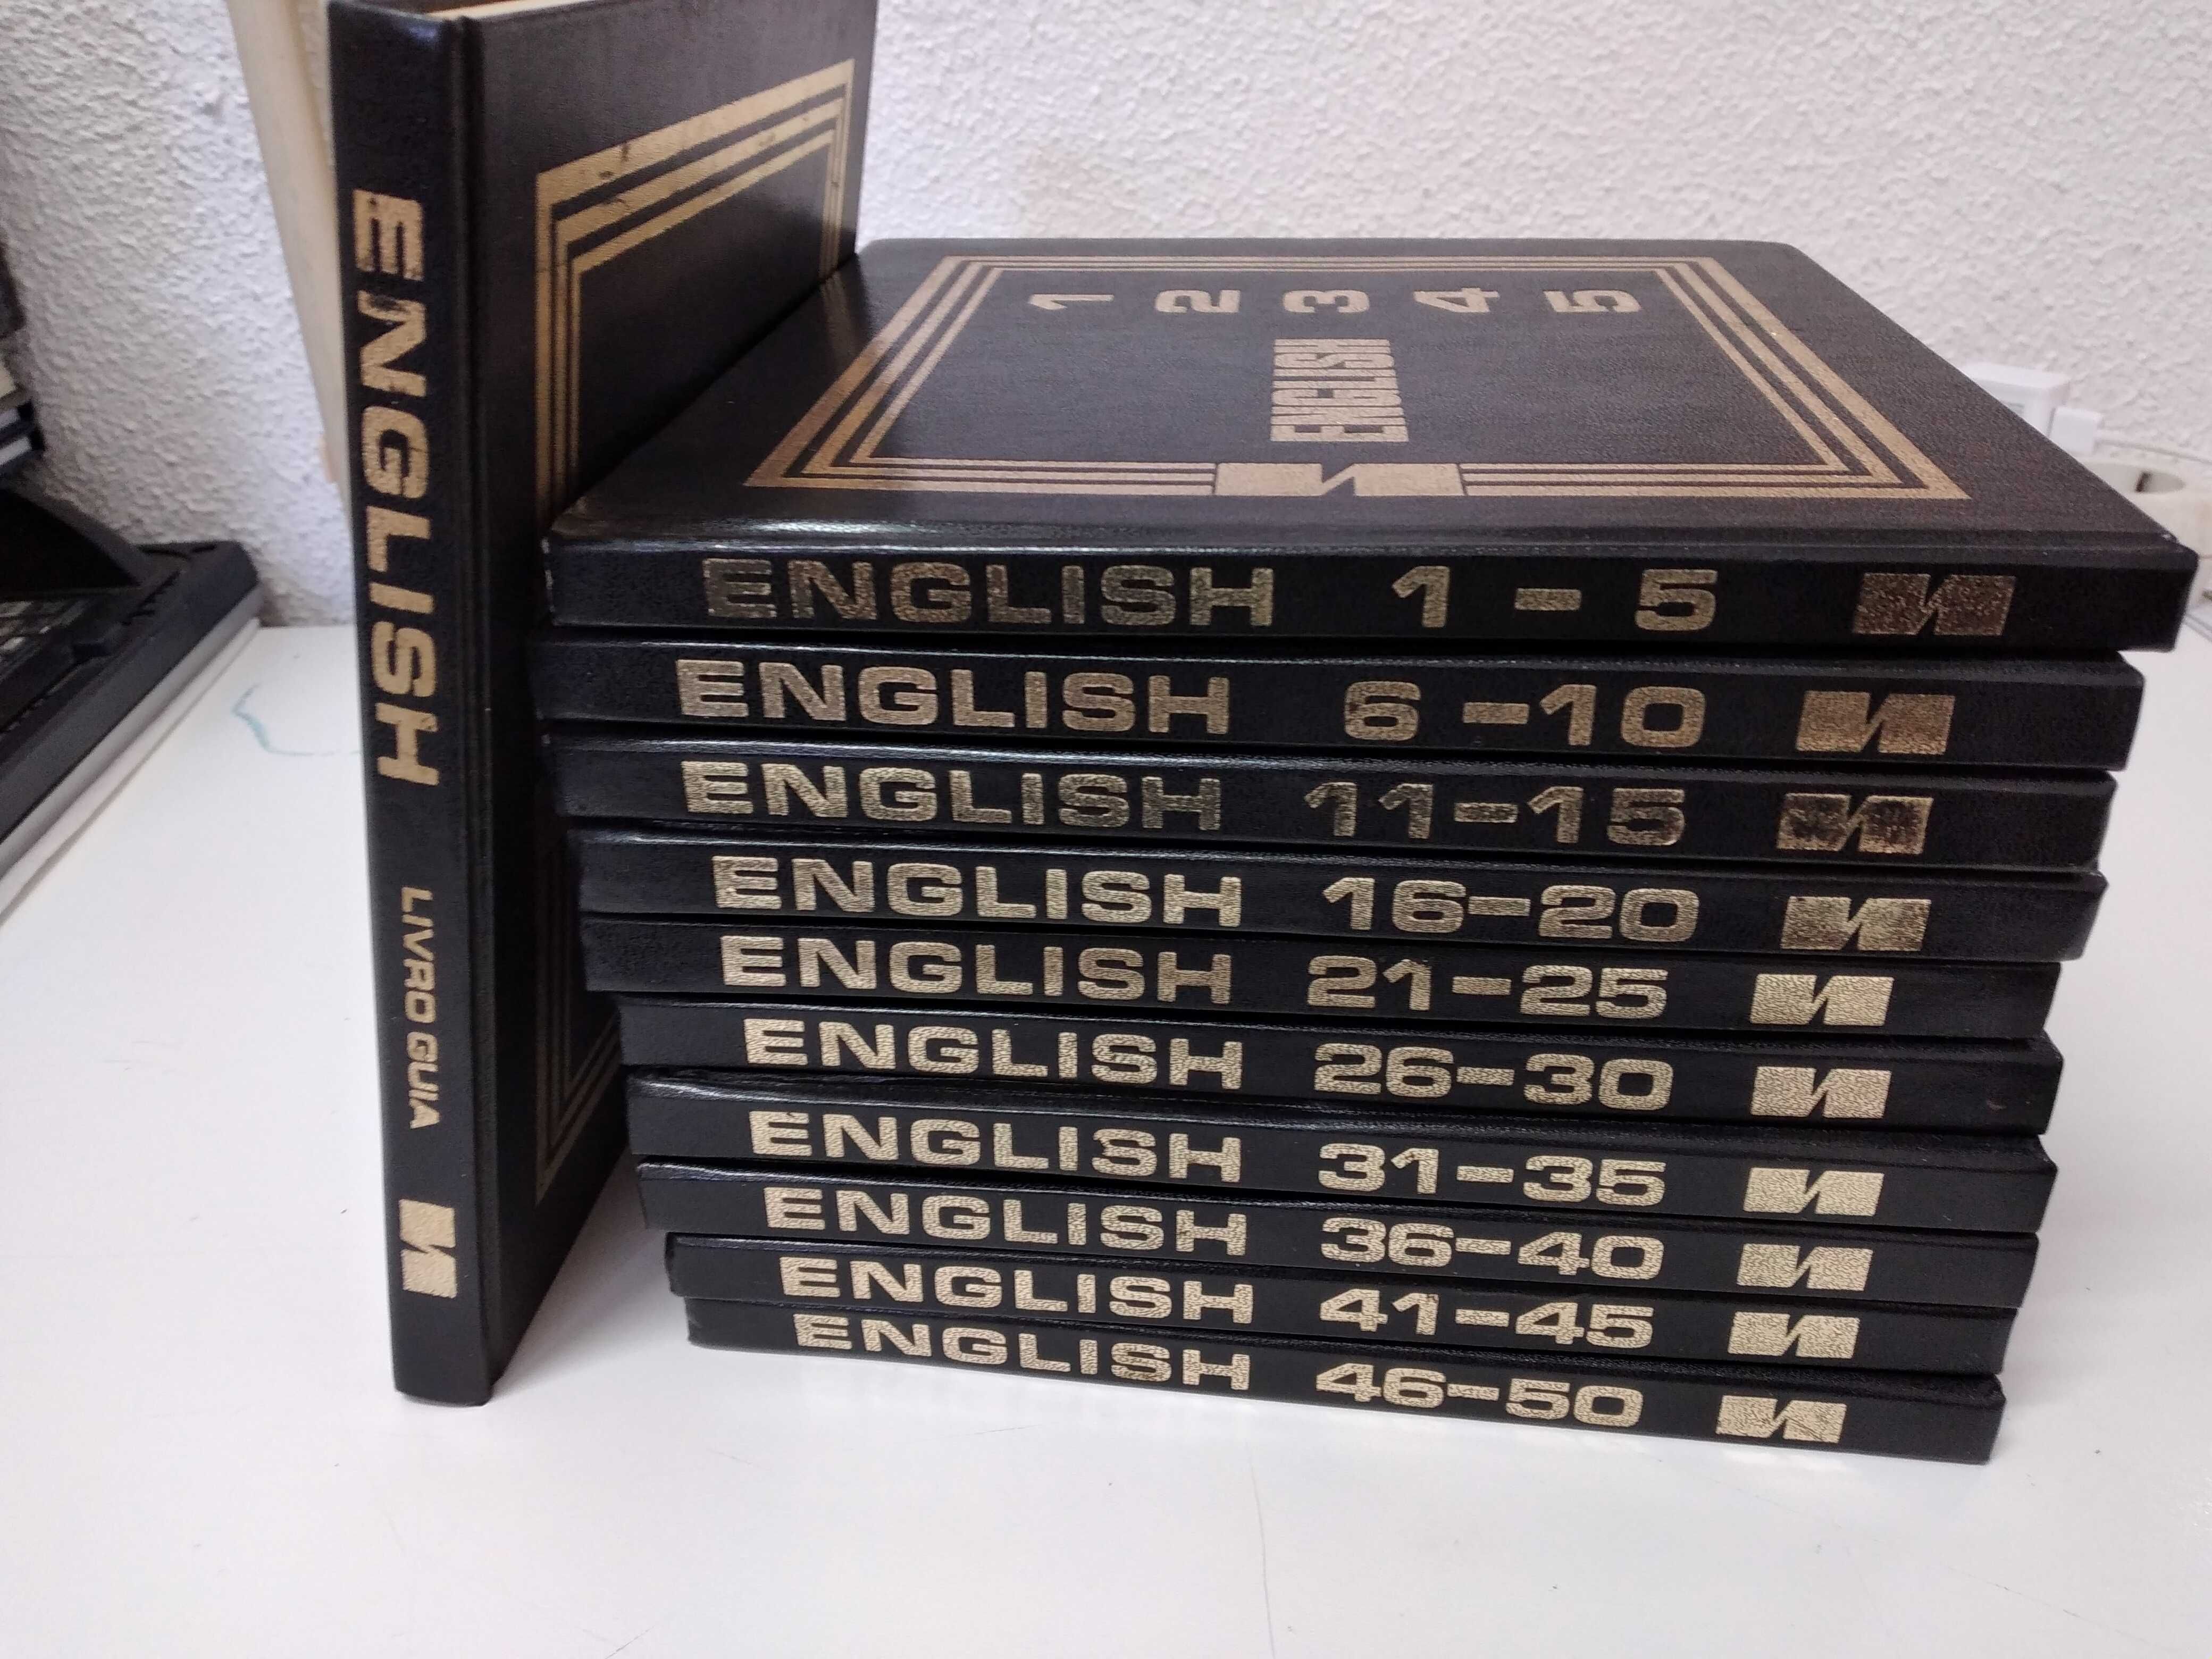 ENGLISH LIVRO GUIA
1
2
3
4
5
ENGLISH
ENGLISH 1 - 5
ENGLISH 6 -10
ENGLISH 11-15
ENGLISH 16-20
ENGLISH 21-25
ENGLISH 26-30
ENGLISH 31-35
ENGLISH 36-40
ENGLISH 41-45
ENGLISH 46-50